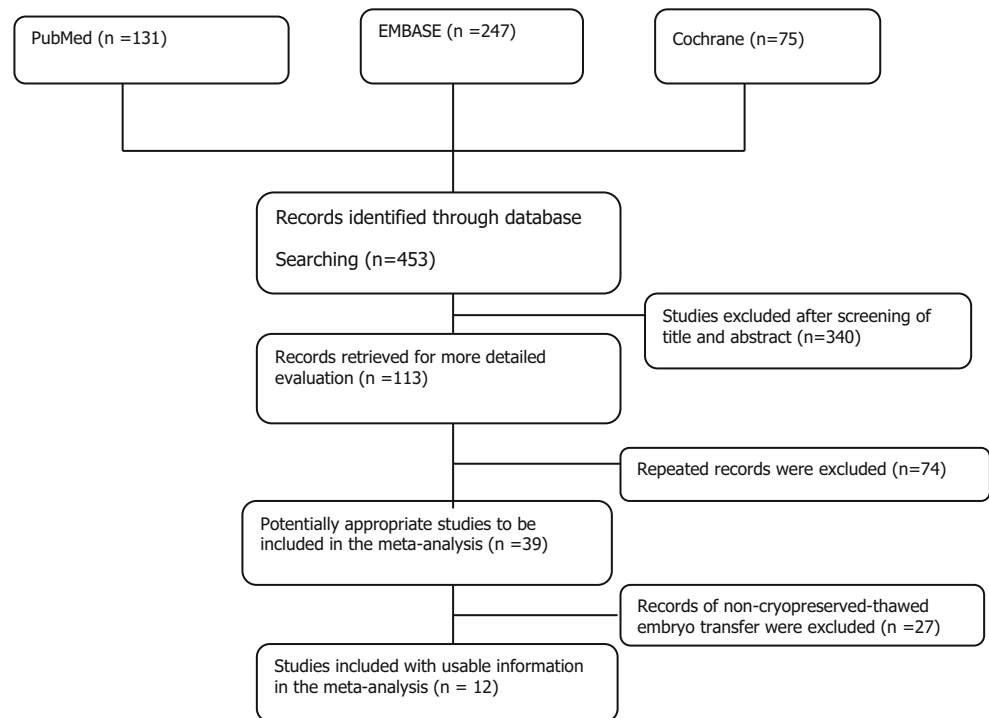 PubMed (n =131)
EMBASE (n =247)
Cochrane (n=75)
Records identified through database
Searching (n=453)
Studies excluded after screening of
title and abstract (n=340)
Records retrieved for more detailed
evaluation (n =113)
Repeated records were excluded (n=74)
Potentially appropriate studies to be
included in the meta-analysis (n =39)
Records of non-cryopreserved-thawed
embryo transfer were excluded (n =27)
Studies included with usable information
in the meta-analysis (n = 12)